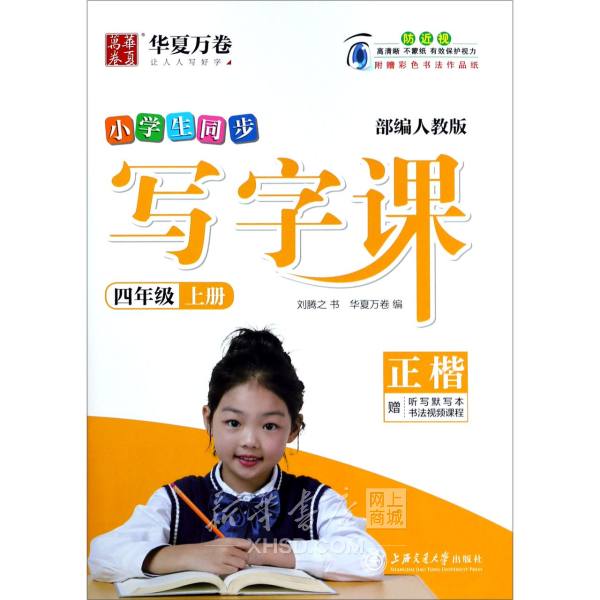 萬卷 華夏
華夏万卷
让人人写好字
防近视
高清晰 不蒙纸 有效保护视力
附赠彩色书法作品纸
小学生同步
部编人教版
写字课
四年级 上册
刘腾之 书 华夏万卷 编
正楷
赠
听写默写本
书法视频课程
新华书店
网上商城
XHSD.COM
上海交通大学出版社
SHANGHAI JIAO TONG UNIVERSITY PRESS